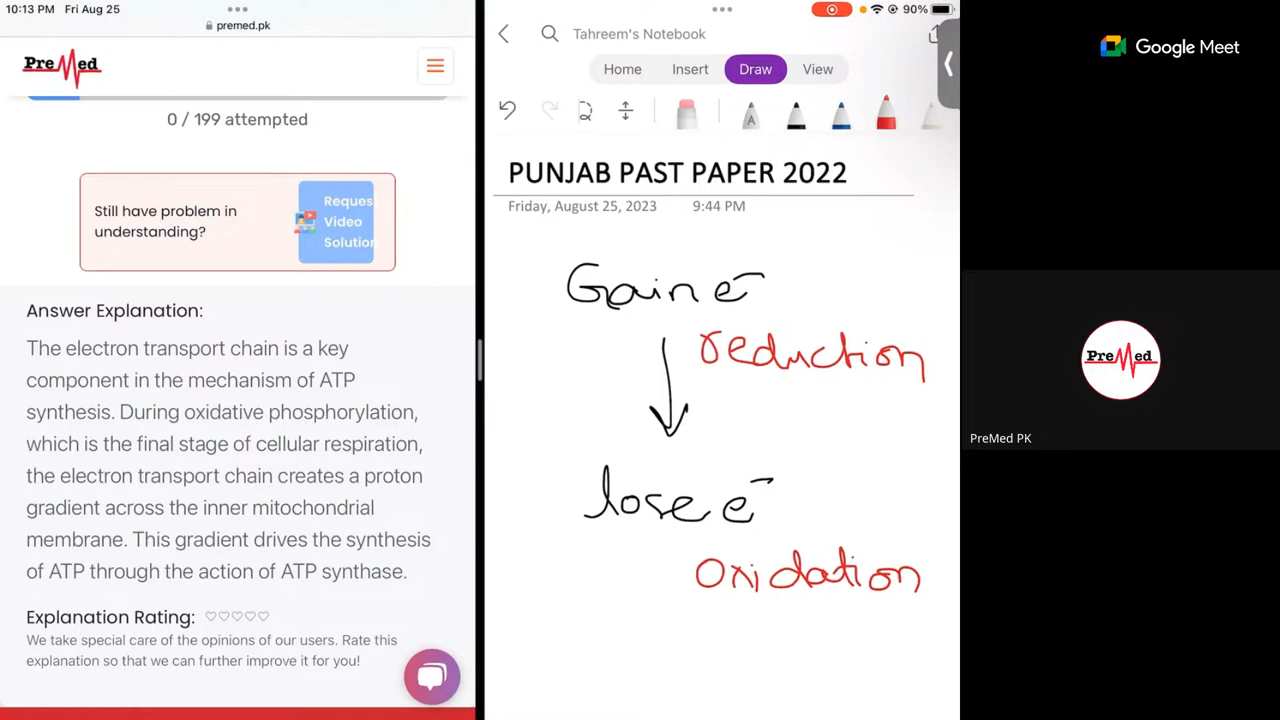 10:13 PM Fri Aug 25
premed.pk
PreMed
0 / 199 attempted
Still have problem in
understanding?
Reques
Video
Solution
Answer Explanation:
The electron transport chain is a key
component in the mechanism of ATP
synthesis. During oxidative phosphorylation,
which is the final stage of cellular respiration,
the electron transport chain creates a proton
gradient across the inner mitochondrial
membrane. This gradient drives the synthesis
of ATP through the action of ATP synthase.
Explanation Rating:
We take special care of the opinions of our users. Rate this
explanation so that we can further improve it for you!
90%
Tahreem's Notebook
Home Insert Draw View
A
PUNJAB PAST PAPER 2022
Friday, August 25, 2023 9:44 PM
Gain e⁻
reduction
lose e⁻
oxidation
Google Meet
PreMed
PreMed PK